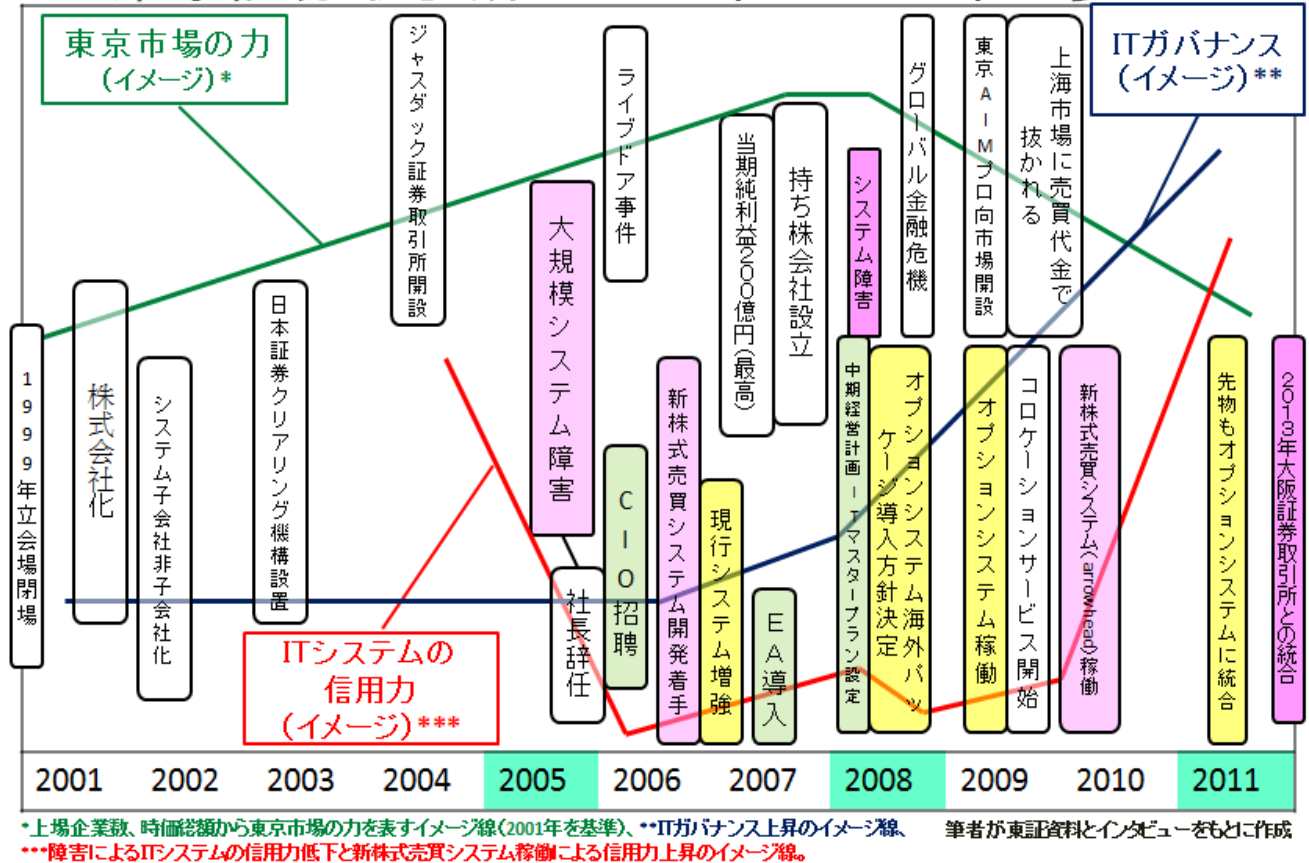 東京市場の力
(イメージ)*
ITガバナンス
(イメージ)**
ITシステムの
信用力
(イメージ)***
1999年立会場閉場
株式会社化
システム子会社非子会社化
日本証券クリアリング機構設置
ジャスダック証券取引所開設
大規模システム障害
社長辞任
ライブドア事件
CIO招聘
新株式売買システム開発着手
現行システム増強
当期純利益200億円(最高)
EA導入
持ち株会社設立
システム障害
中期経営計画-ITマスタープラン設定
オプションシステム海外パッ
ケージ導入方針決定
グローバル金融危機
東京AIMプロ向市場開設
オプションシステム稼働
上海市場に売買代金で
抜かれる
コロケーションサービス開始
新株式売買システム(arrowhead)稼働
先物もオプションシステムに統合
2013年大阪証券取引所との統合
2001 2002 2003 2004 2005 2006 2007 2008 2009 2010 2011
*上場企業数、時価総額から東京市場の力を表すイメージ線(2001年を基準)、**ITガバナンス上昇のイメージ線、 筆者が東証資料とインタビューをもとに作成
***障害によるITシステムの信用力低下と新株式売買システム稼働による信用力上昇のイメージ線。